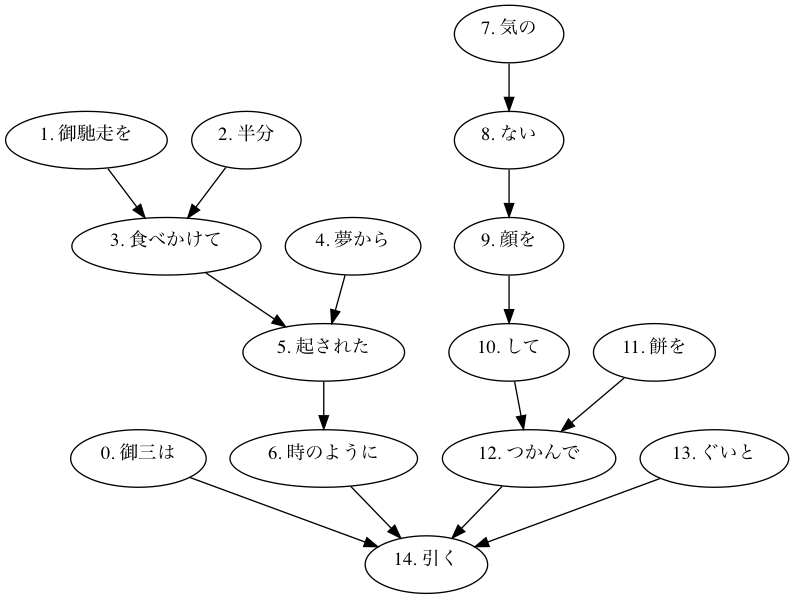 7. 気の
1. 御馳走を
2. 半分
8. ない
3. 食べかけて
4. 夢から
9. 顔を
5. 起された
10. して
11. 餅を
0. 御三は
6. 時のように
12. つかんで
13. ぐいと
14. 引く